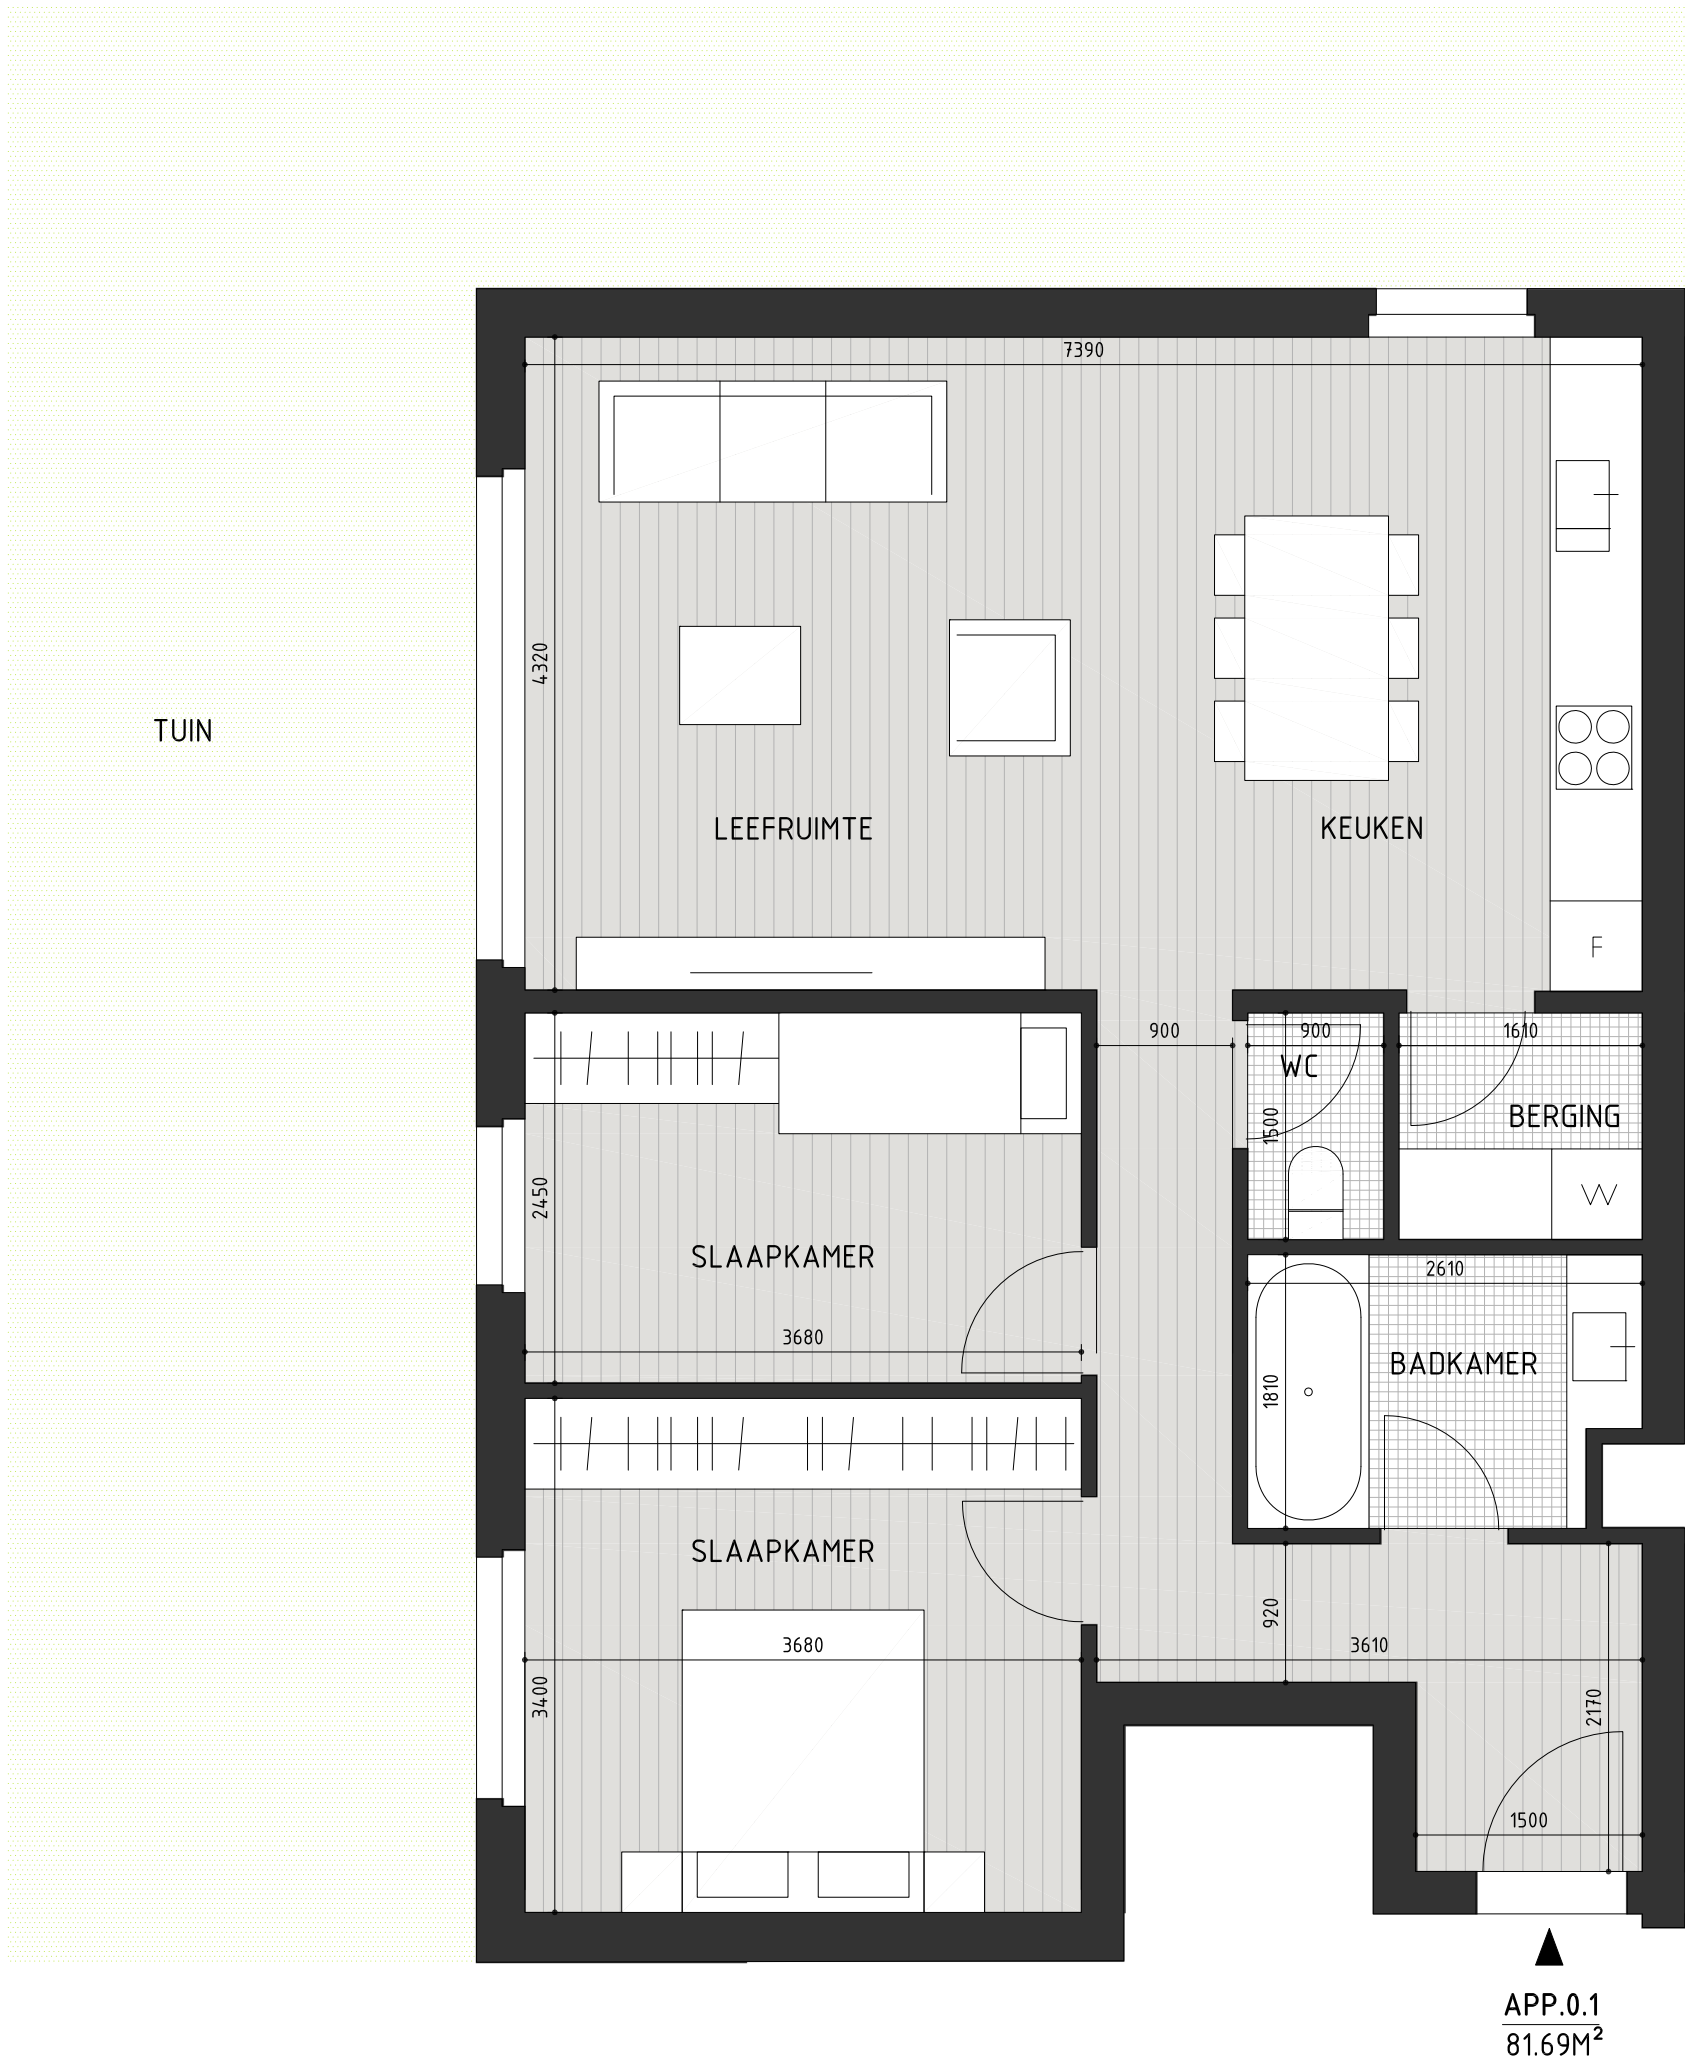 7390
4320
TUIN
LEEFRUIMTE
KEUKEN
F
900
900
1610
WC
1500
BERGING
W
2450
SLAAPKAMER
3680
2610
BADKAMER
1810
SLAAPKAMER
3680
3400
920
3610
2170
1500
APP.0.1
81.69M²